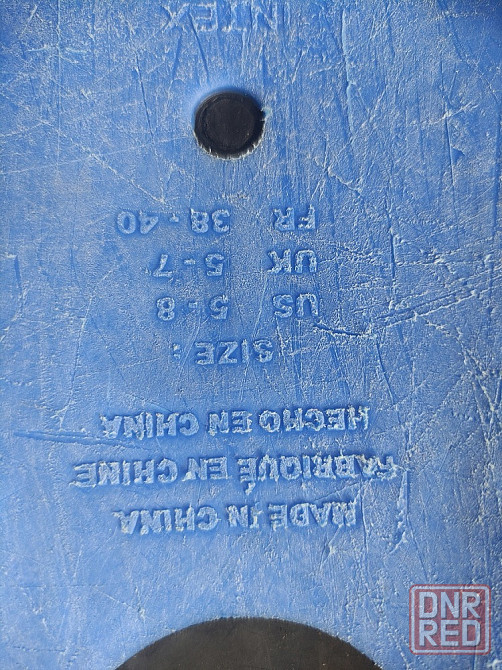 MADE IN CHINA
FABRIQUÉ EN CHINE
HECHO EN CHINA
SIZE :
US 5 - 8
UK 5 - 7
FR 38 - 40
INTEX
DNR
RED